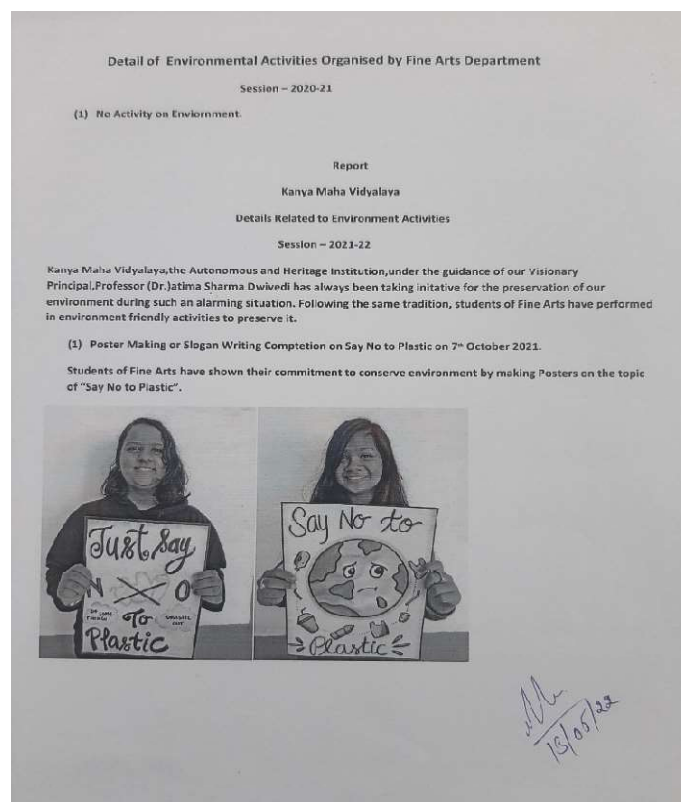 Detail of Environmental Activities Organised by Fine Arts Department
Session – 2020-21
(1) No Activity on Enviornment.
Report
Kanya Maha Vidyalaya
Details Related to Environment Activities
Session – 2021-22
Kanya Maha Vidyalaya,the Autonomous and Heritage Institution,under the guidance of our Visionary
Principal.Professor (Dr.)atima Sharma Dwivedi has always been taking initative for the preservation of our
environment during such an alarming situation. Following the same tradition, students of Fine Arts have performed
in environment friendly activities to preserve it.
(1) Poster Making or Slogan Writing Comptetion on Say No to Plastic on 7th October 2021.
Students of Fine Arts have shown their commitment to conserve environment by making Posters on the topic
of "Say No to Plastic".
Just Say
N O
To
Plastic
Say No to
Plastic
13/05/22